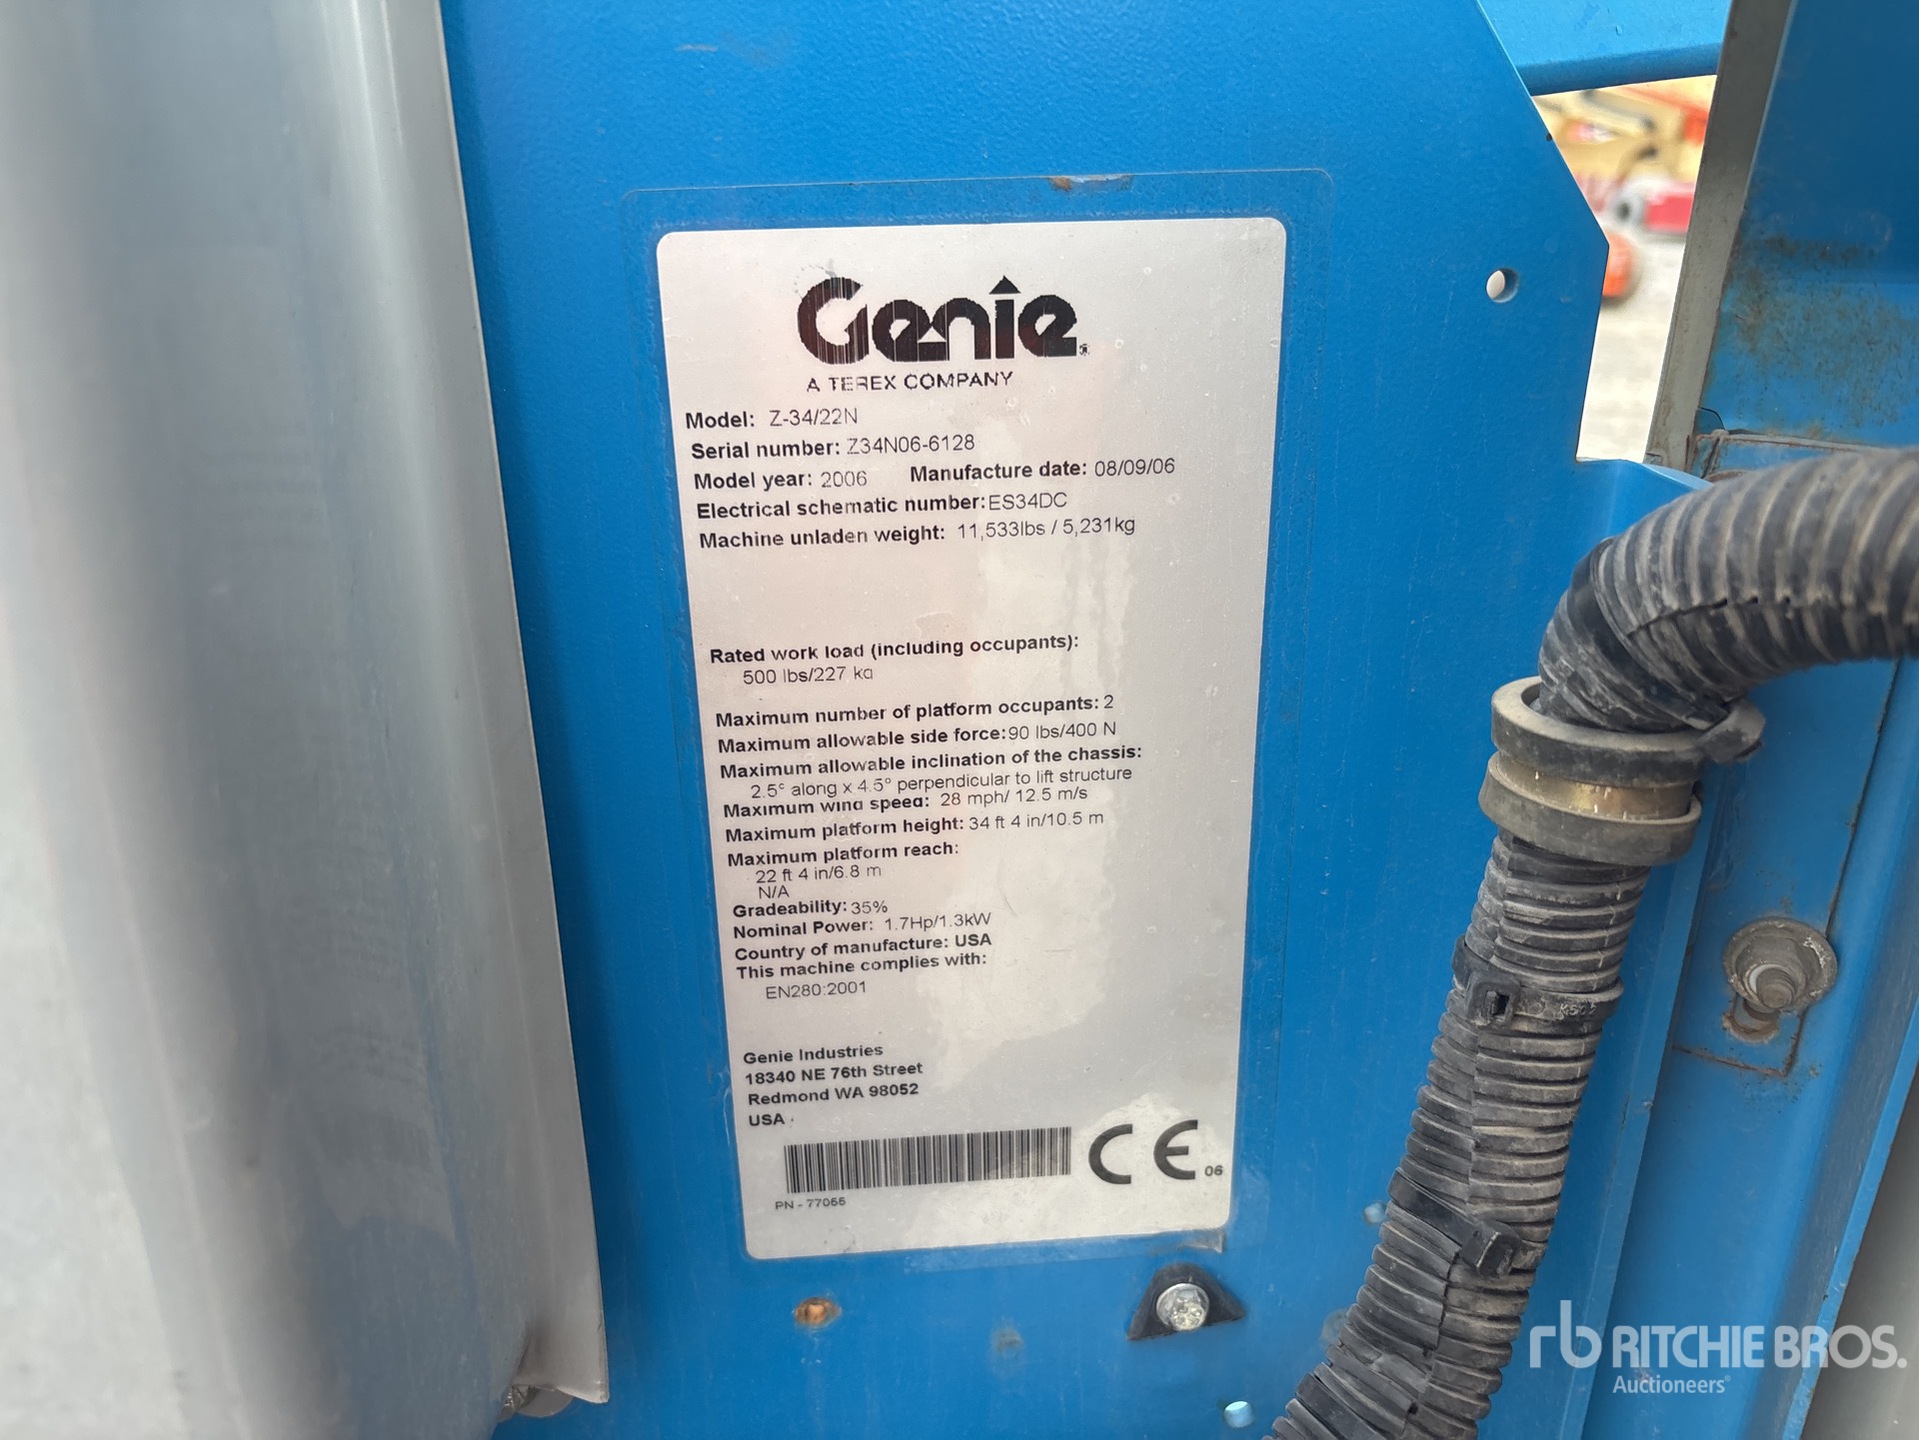 Genie
A TEREX COMPANY
Model: Z-34/22N
Serial number: Z34N06-6128
Model year: 2006 Manufacture date: 08/09/06
Electrical schematic number: ES34DC
Machine unladen weight: 11,533lbs / 5,231kg
Rated work load (including occupants):
500 lbs/227 kg
Maximum number of platform occupants: 2
Maximum allowable side force: 90 lbs/400 N
Maximum allowable inclination of the chassis:
2.5° along x 4.5° perpendicular to lift structure
Maximum wind speed: 28 mph/ 12.5 m/s
Maximum platform height: 34 ft 4 in/10.5 m
Maximum platform reach:
22 ft 4 in/6.8 m
N/A
Gradeability: 35%
Nominal Power: 1.7Hp/1.3kW
Country of manufacture: USA
This machine complies with:
EN280:2001
Genie Industries
18340 NE 76th Street
Redmond WA 98052
USA
CE 06
PN - 77055
rb RITCHIE BROS.
Auctioneers